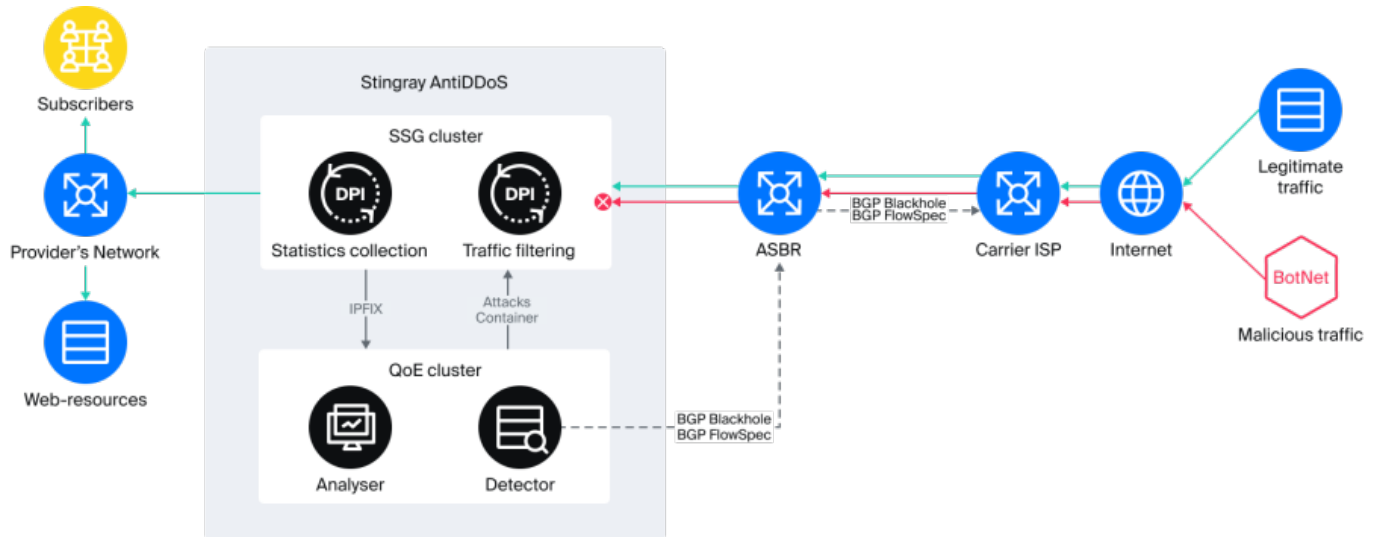 Subscribers
Provider's Network
Web-resources
Stingray AntiDDoS
SSG cluster
DPI
Statistics collection
DPI
Traffic filtering
IPFIX
Attacks
Container
QoE cluster
Analyser
Detector
BGP Blackhole
BGP FlowSpec
ASBR
BGP Blackhole
BGP FlowSpec
Carrier ISP
Internet
Legitimate
traffic
BotNet
Malicious traffic